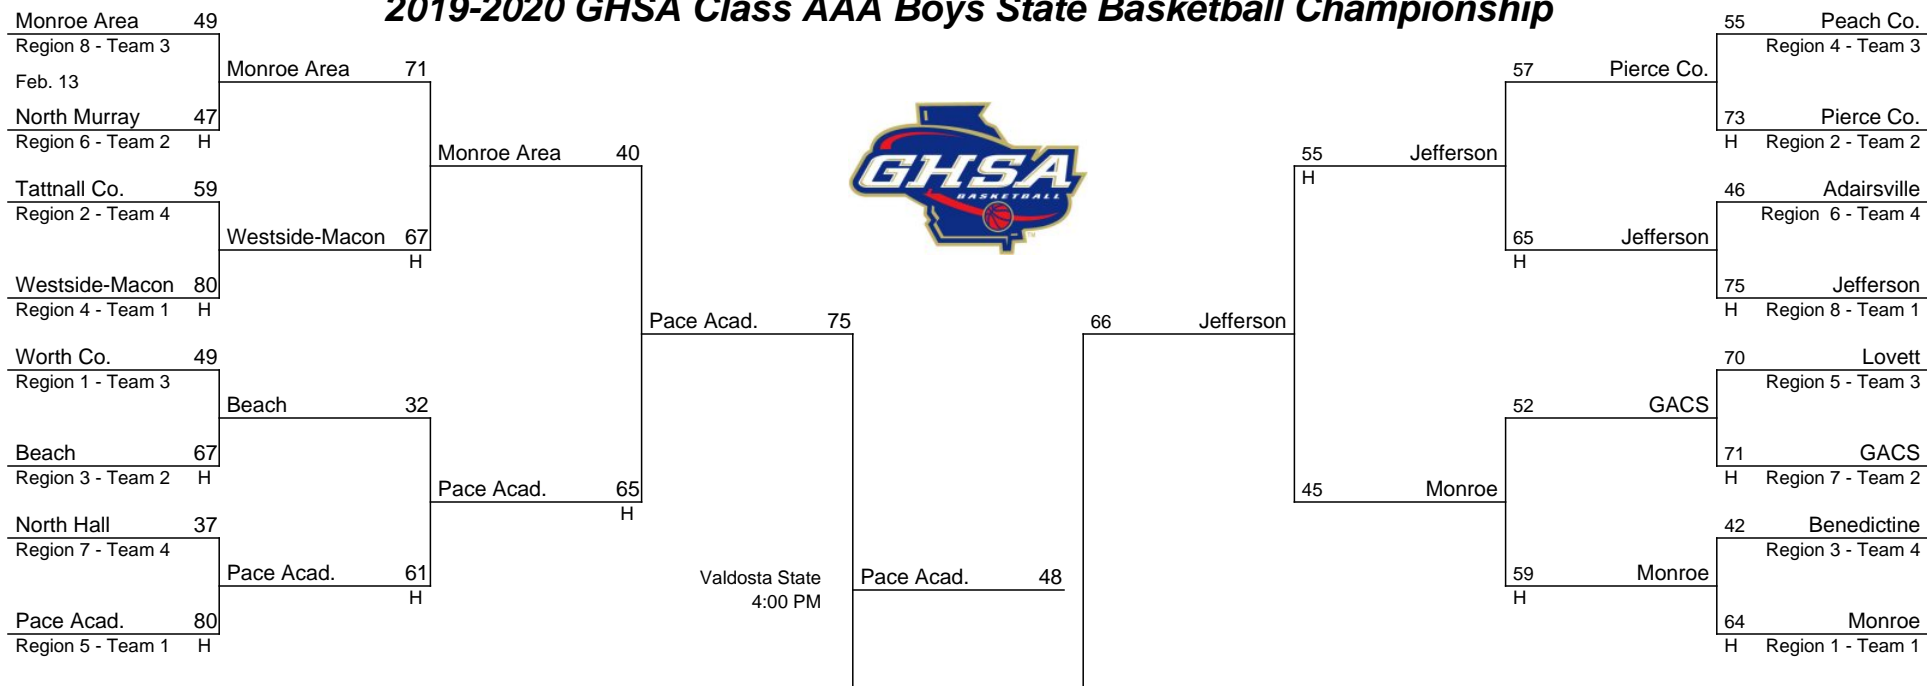 2019-2020 GHSA Class AAA Boys State Basketball Championship
Monroe Area 49
Region 8 - Team 3
Feb. 13
North Murray 47
Region 6 - Team 2 H
Tattnall Co. 59
Region 2 - Team 4
Westside-Macon 80
Region 4 - Team 1 H
Worth Co. 49
Region 1 - Team 3
Beach 67
Region 3 - Team 2 H
North Hall 37
Region 7 - Team 4
Pace Acad. 80
Region 5 - Team 1 H
Monroe Area 71
Westside-Macon 67
H
Beach 32
Pace Acad. 61
H
Monroe Area 40
Pace Acad. 65
H
Pace Acad. 75
Valdosta State
4:00 PM
Pace Acad. 48
GHSA
BASKETBALL
TM
66 Jefferson
55 Jefferson
H
45 Monroe
57 Pierce Co.
65 Jefferson
H
52 GACS
59 Monroe
H
55 Peach Co.
Region 4 - Team 3
73 Pierce Co.
H Region 2 - Team 2
46 Adairsville
Region  6 - Team 4
75 Jefferson
H Region 8 - Team 1
70 Lovett
Region 5 - Team 3
71 GACS
H Region 7 - Team 2
42 Benedictine
Region 3 - Team 4
64 Monroe
H Region 1 - Team 1